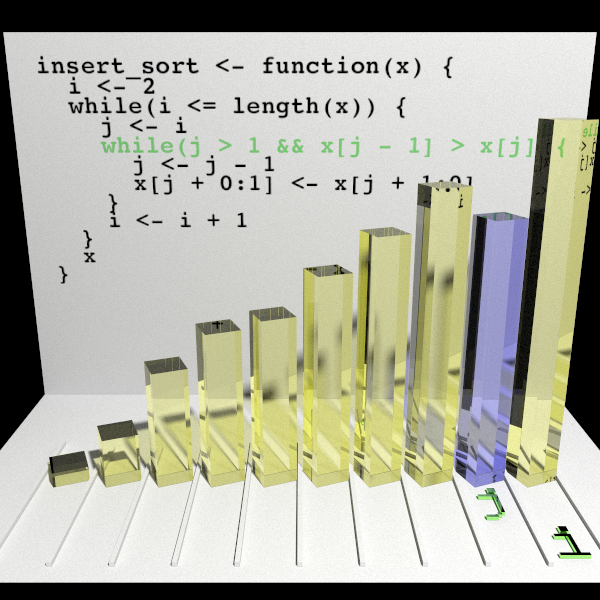 insert_sort <- function(x) {
i <- 2
while(i <= length(x)) {
j <- i
while(j > 1 && x[j - 1] > x[j]) {
j <- j - 1
x[j + 0:1] <- x[j + 1:0]
}
i <- i + 1
}
x
}
j
i